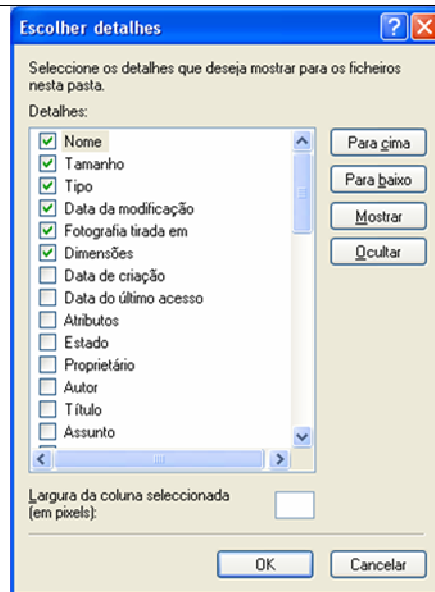 Escolher detalhes
Seleccione os detalhes que deseja mostrar para os ficheiros
nesta pasta.
Detalhes:
Nome
Tamanho
Tipo
Data da modificação
Fotografia tirada em
Dimensões
Data de criação
Data do último acesso
Atributos
Estado
Proprietário
Autor
Título
Assunto
Para cima
Para baixo
Mostrar
Ocultar
Largura da coluna seleccionada
(em pixels):
OK
Cancelar